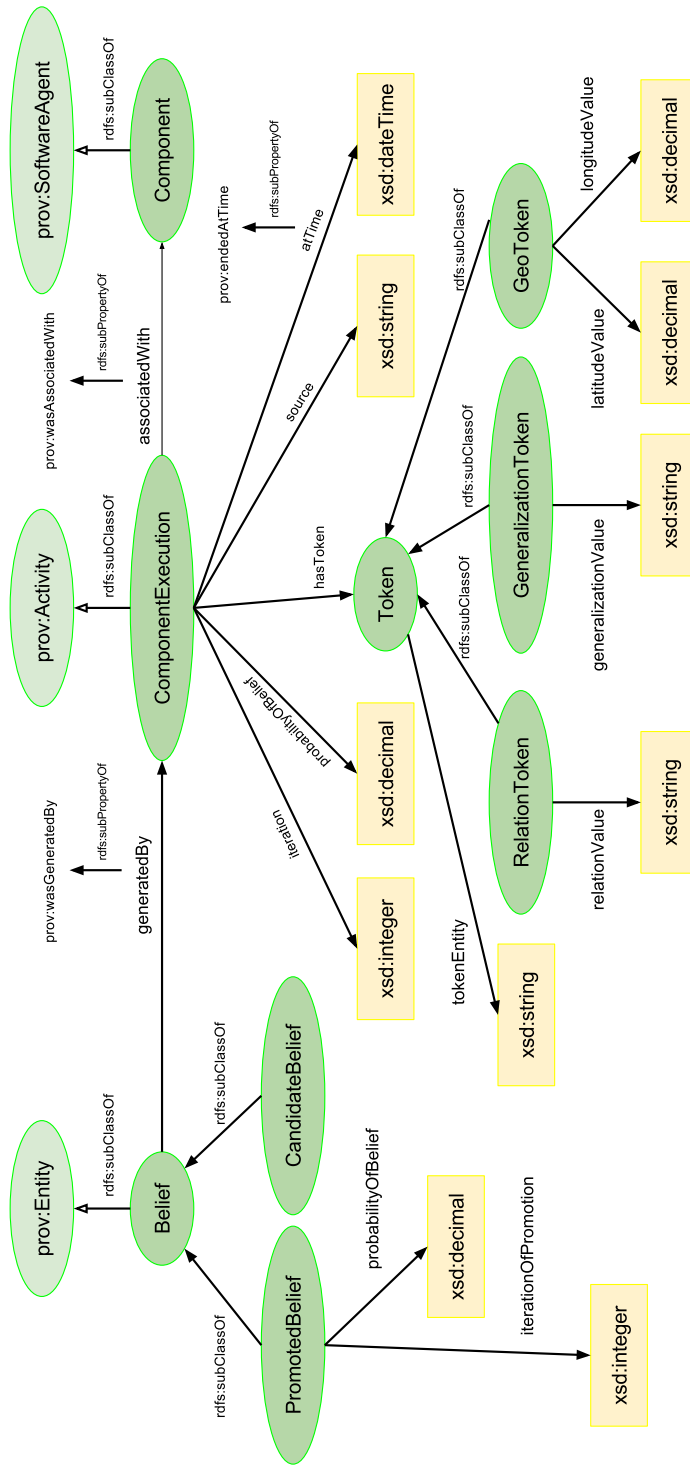 prov:Entity
prov:Activity
prov:SoftwareAgent
rdfs:subClassOf
prov:wasGeneratedBy
rdfs:subPropertyOf
rdfs:subClassOf
prov:wasAssociatedWith
rdfs:subPropertyOf
rdfs:subClassOf
Belief
generatedBy
ComponentExecution
associatedWith
Component
rdfs:subClassOf
rdfs:subClassOf
prov:endedAtTime
rdfs:subPropertyOf
PromotedBelief
CandidateBelief
iteration
probabilityOfBelief
hasToken
source
atTime
xsd:integer
xsd:decimal
Token
xsd:string
xsd:dateTime
probabilityOfBelief
xsd:decimal
tokenEntity
rdfs:subClassOf
rdfs:subClassOf
rdfs:subClassOf
xsd:string
RelationToken
GeneralizationToken
GeoToken
iterationOfPromotion
relationValue
generalizationValue
latitudeValue
longitudeValue
xsd:integer
xsd:string
xsd:string
xsd:decimal
xsd:decimal